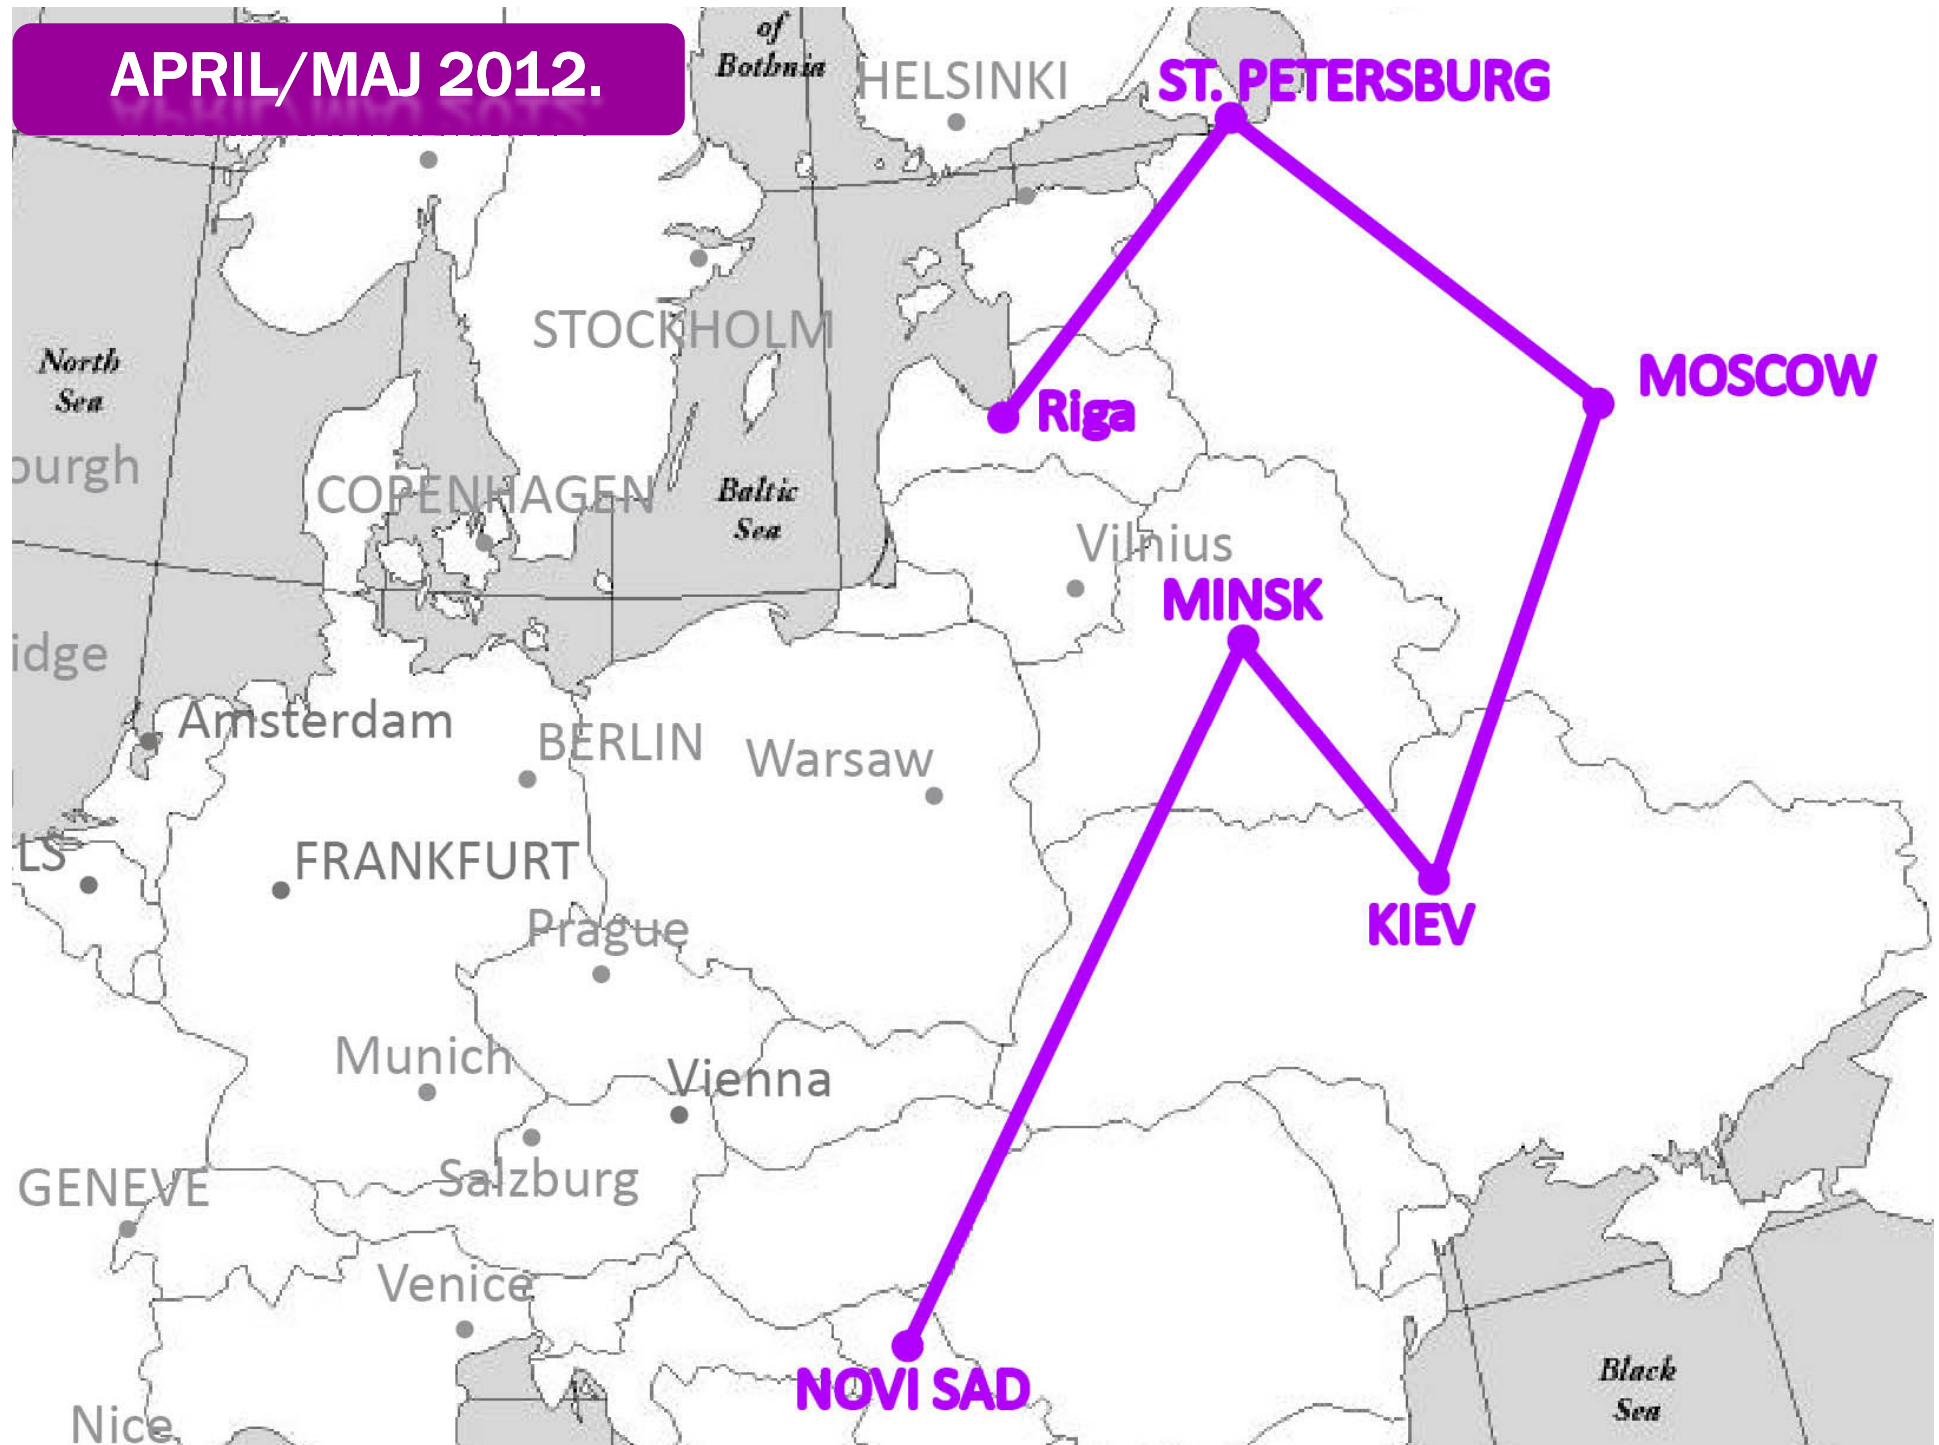 APRIL/MAJ 2012.
of
Bothnia
HELSINKI
ST. PETERSBURG
STOCKHOLM
North
Sea
MOSCOW
Riga
burgh
COPENHAGEN
Baltic
Sea
Vilnius
MINSK
idge
Amsterdam
BERLIN
Warsaw
LS
FRANKFURT
KIEV
Prague
Munich
Vienna
Salzburg
GENEVE
Venice
NOVI SAD
Black
Sea
Nice